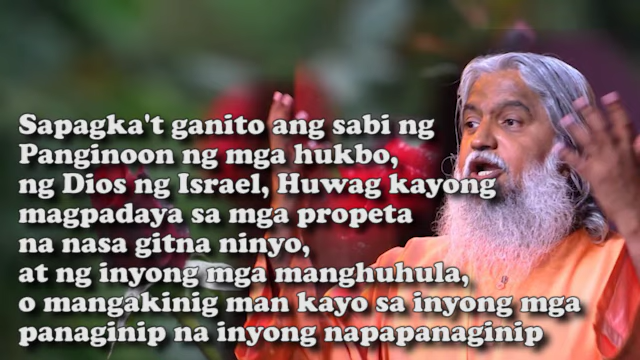 Sapagka't ganito ang sabi ng
Panginoon ng mga hukbo,
ng Dios ng Israel, Huwag kayong
magpadaya sa mga propeta
na nasa gitna ninyo,
at ng inyong mga manghuhula,
o mangakinig man kayo sa inyong mga
panaginip na inyong napapanaginip